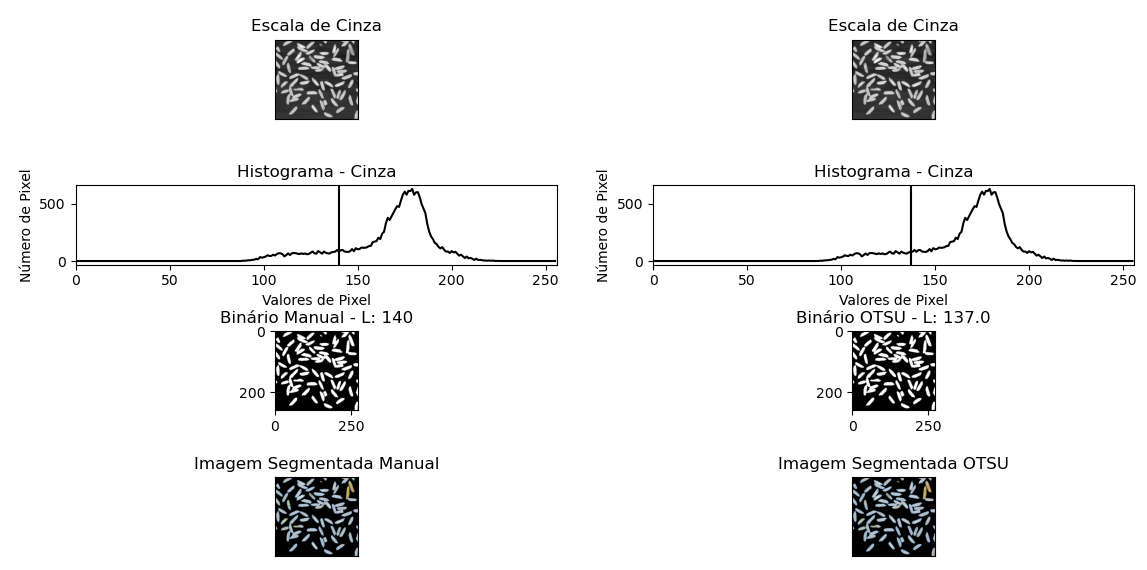 Escala de Cinza
Escala de Cinza
Histograma - Cinza
Histograma - Cinza
Número de Pixel
500
0
0 50 100 150 200 250
Valores de Pixel
Número de Pixel
500
0
0 50 100 150 200 250
Valores de Pixel
Binário Manual - L: 140
0
200
0 250
Binário OTSU - L: 137.0
0
200
0 250
Imagem Segmentada Manual
Imagem Segmentada OTSU